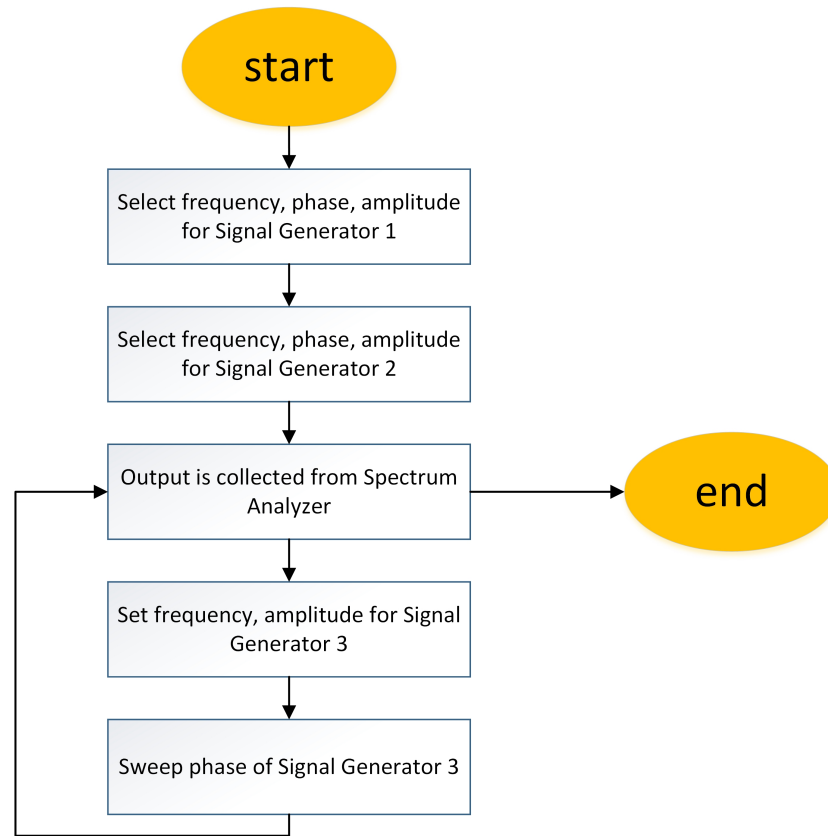 start
Select frequency, phase, amplitude
for Signal Generator 1
Select frequency, phase, amplitude
for Signal Generator 2
Output is collected from Spectrum
Analyzer
end
Set frequency, amplitude for Signal
Generator 3
Sweep phase of Signal Generator 3